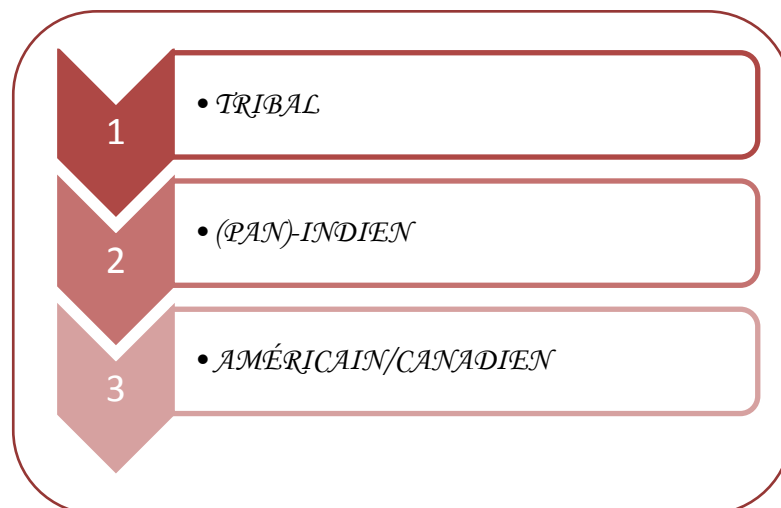 1
• TRIBAL
2
• (PAN)-INDIEN
3
• AMÉRICAIN/CANADIEN